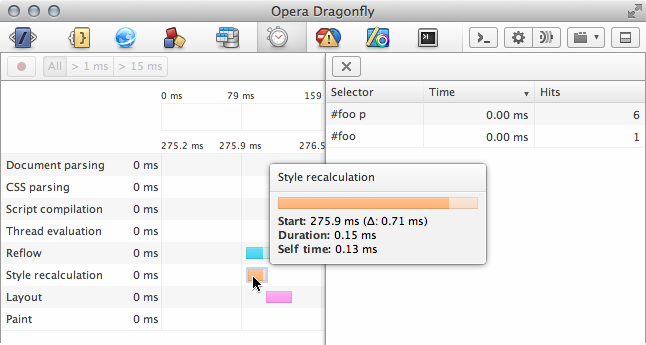 Opera Dragonfly
All > 1 ms > 15 ms
0 ms 79 ms 159
275.2 ms 275.9 ms 276.5
Document parsing 0 ms
CSS parsing 0 ms
Script compilation 0 ms
Thread evaluation 0 ms
Reflow 0 ms
Style recalculation 0 ms
Layout 0 ms
Paint 0 ms
Selector Time Hits
#foo p 0.00 ms 6
#foo 0.00 ms 1
Style recalculation
Start: 275.9 ms (Δ: 0.71 ms)
Duration: 0.15 ms
Self time: 0.13 ms